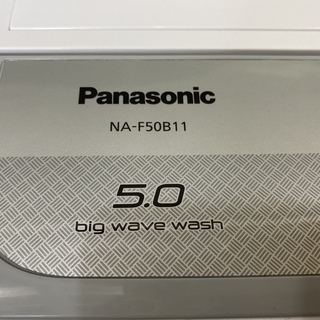 Panasonic
NA-F50B11
5.0
big wave wash